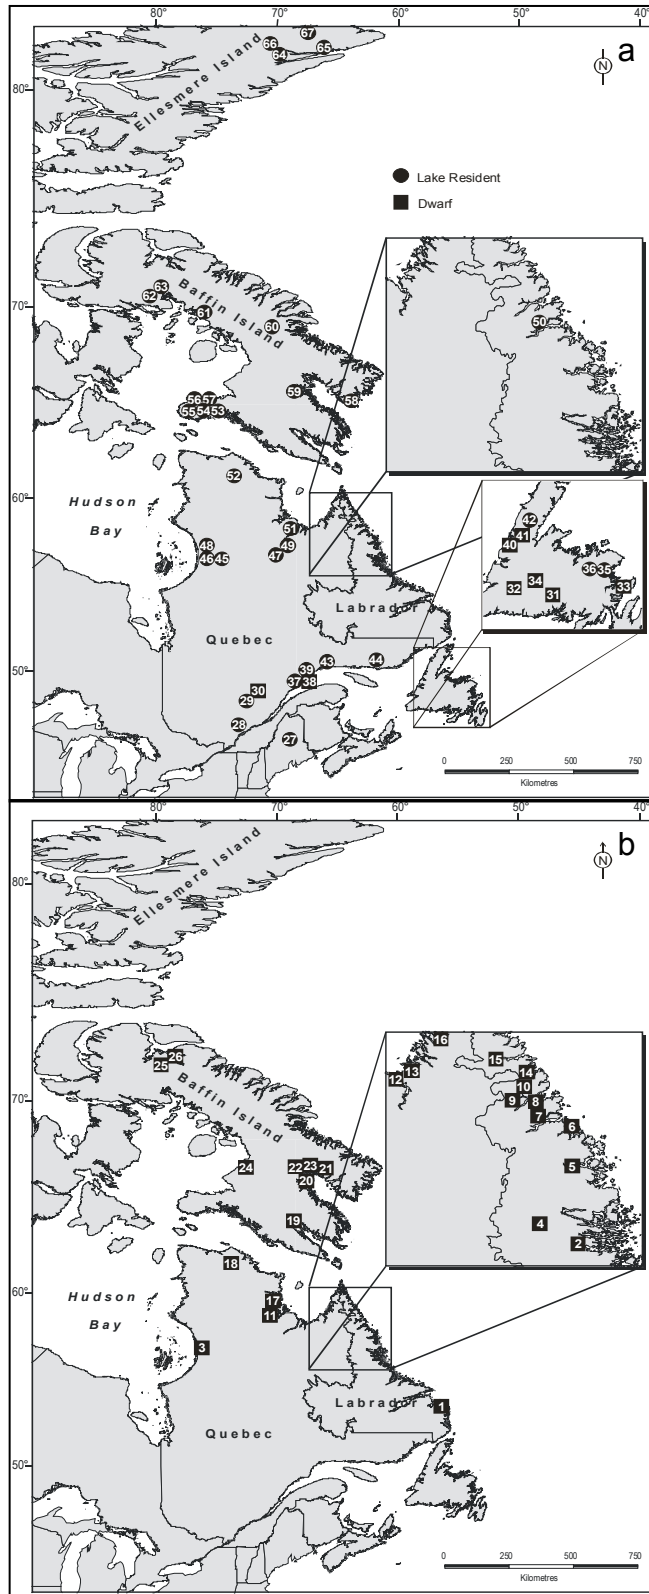 80° 70° 60° 50° 40°
a
N
67
66 65
64
Ellesmere Island
80°
Lake Resident
Dwarf
63
62
Baffin Island
70°
61
60
50
59
58
56 57
55 54 53
52
60°
Hudson
Bay
51
49
48
47
46 45
42
41
40
36 35
34 33
32 31
Labrador
Quebec
50°
44
43
39
37 38
30
29
28
27
0 250 500 750
Kilometres
80° 70° 60° 50° 40°
b
N
Ellesmere Island
80°
26
25
Baffin Island
70°
16
15
14
13
12
10
9 8
7
6
5
4
2
24 22 23 21
20
19
18
60°
Hudson
Bay
17
11
3
Labrador
1
Quebec
50°
0 250 500 750
Kilometres